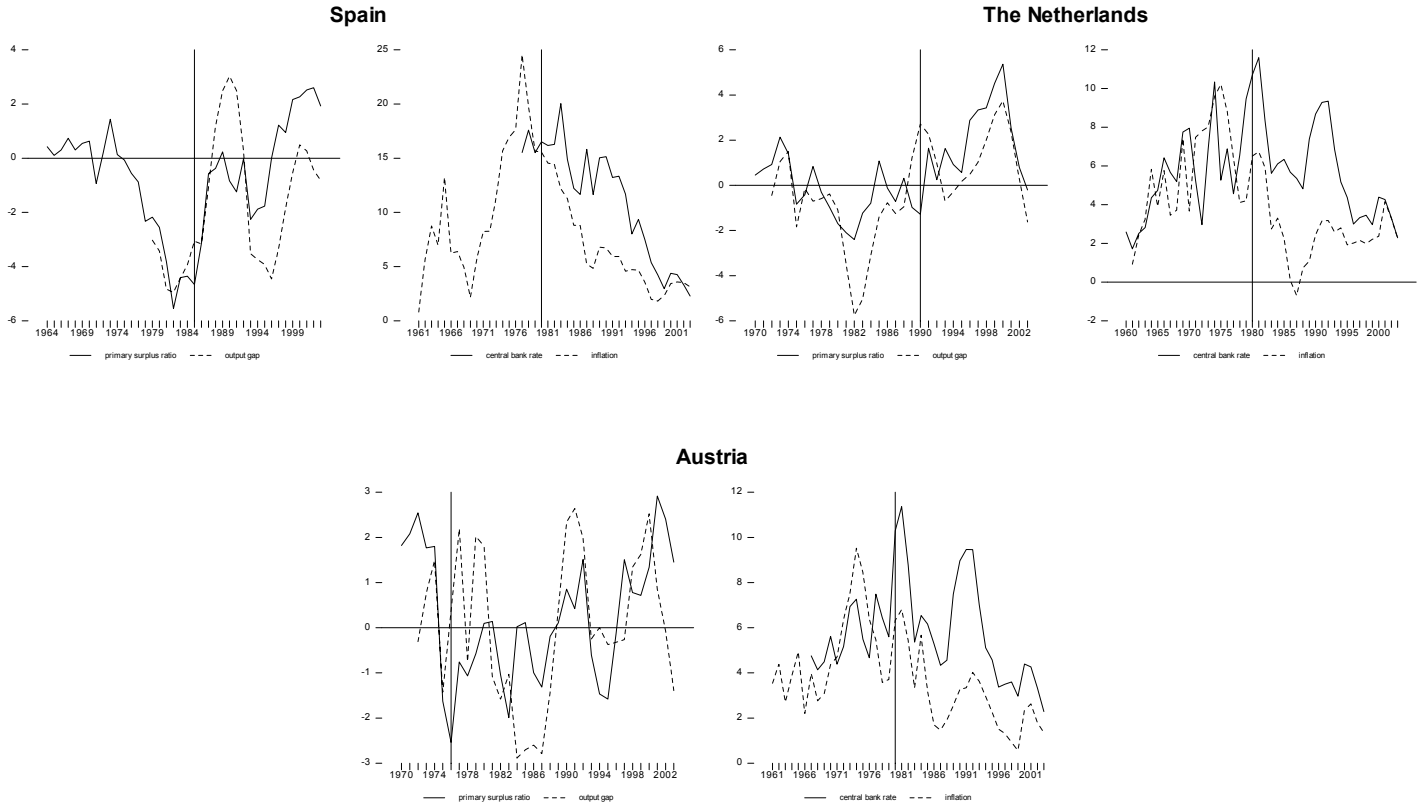 Spain
The Netherlands
4
2
0
-2
-4
-6
1964 1969 1974 1979 1984 1989 1994 1999
primary surplus ratio output gap
25
20
15
10
5
0
1961 1966 1971 1976 1981 1986 1991 1996 2001
central bank rate inflation
6
4
2
0
-2
-4
-6
1970 1974 1978 1982 1986 1990 1994 1998 2002
primary surplus ratio output gap
12
10
8
6
4
2
0
-2
1960 1965 1970 1975 1980 1985 1990 1995 2000
central bank rate inflation
Austria
3
2
1
0
-1
-2
-3
1970 1974 1978 1982 1986 1990 1994 1998 2002
primary surplus ratio output gap
12
10
8
6
4
2
0
1961 1966 1971 1976 1981 1986 1991 1996 2001
central bank rate inflation